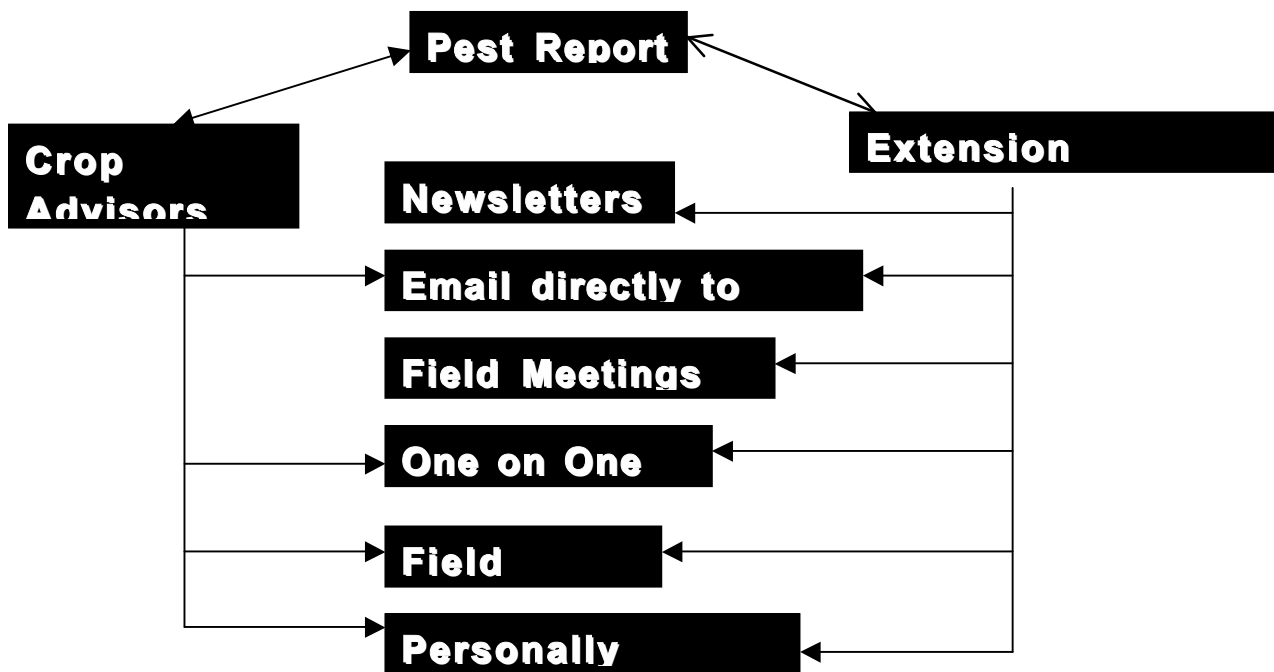 Pest Report
Crop
Advisors
Extension
Newsletters
Email directly to
Field Meetings
One on One
Field
Personally